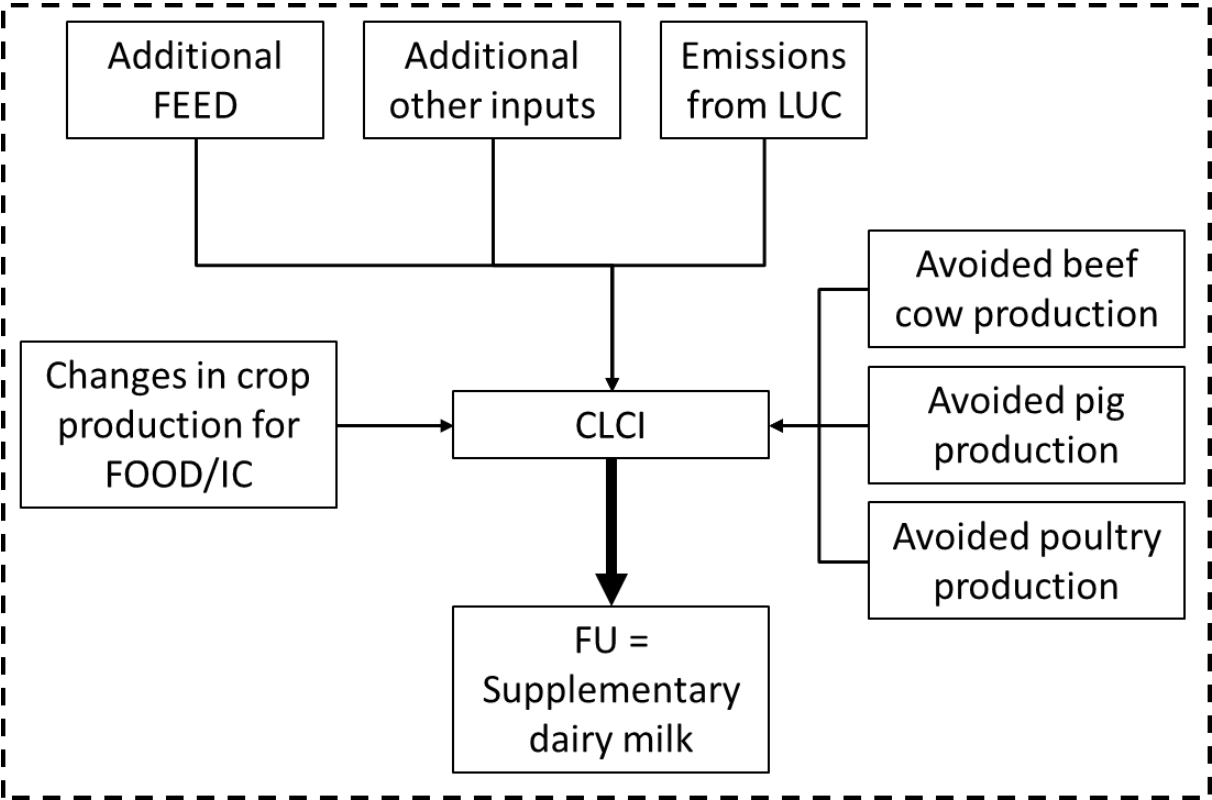 Additional
FEED
Additional
other inputs
Emissions
from LUC
Avoided beef
cow production
Changes in crop
production for
FOOD/IC
CLCI
Avoided pig
production
Avoided poultry
production
FU =
Supplementary
dairy milk